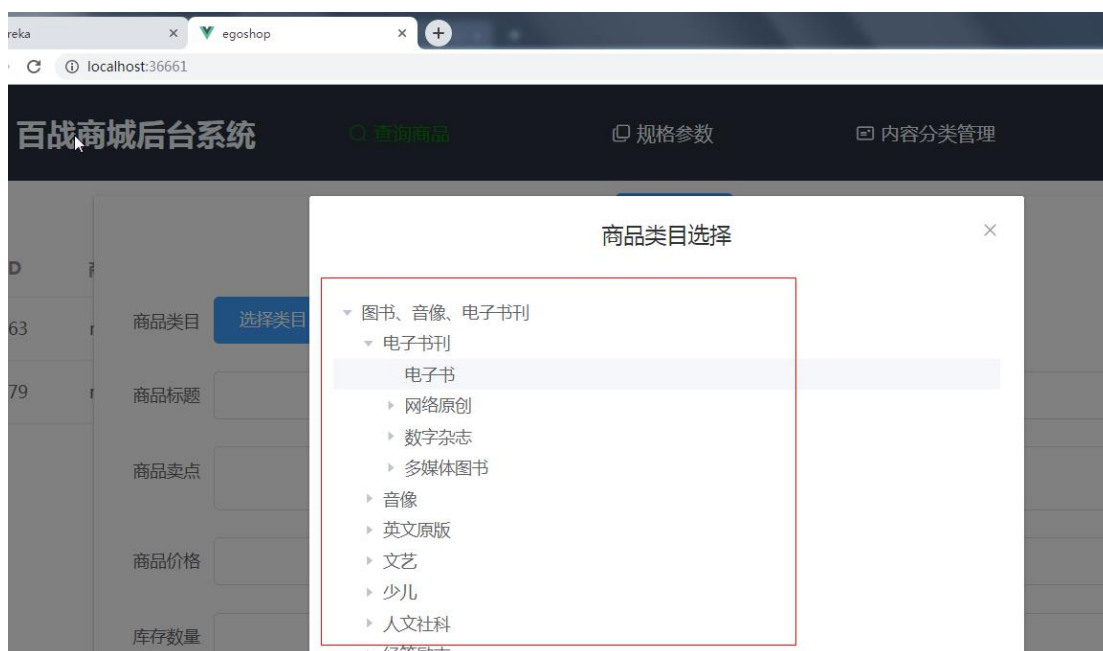 reka
egoshop
localhost:36661
百战商城后台系统
查询商品
规格参数
内容分类管理
商品类目选择
D
63
79
商品类目
选择类目
商品标题
商品卖点
商品价格
库存数量
图书、音像、电子书刊
电子书刊
电子书
网络原创
数字杂志
多媒体图书
音像
英文原版
文艺
少儿
人文社科